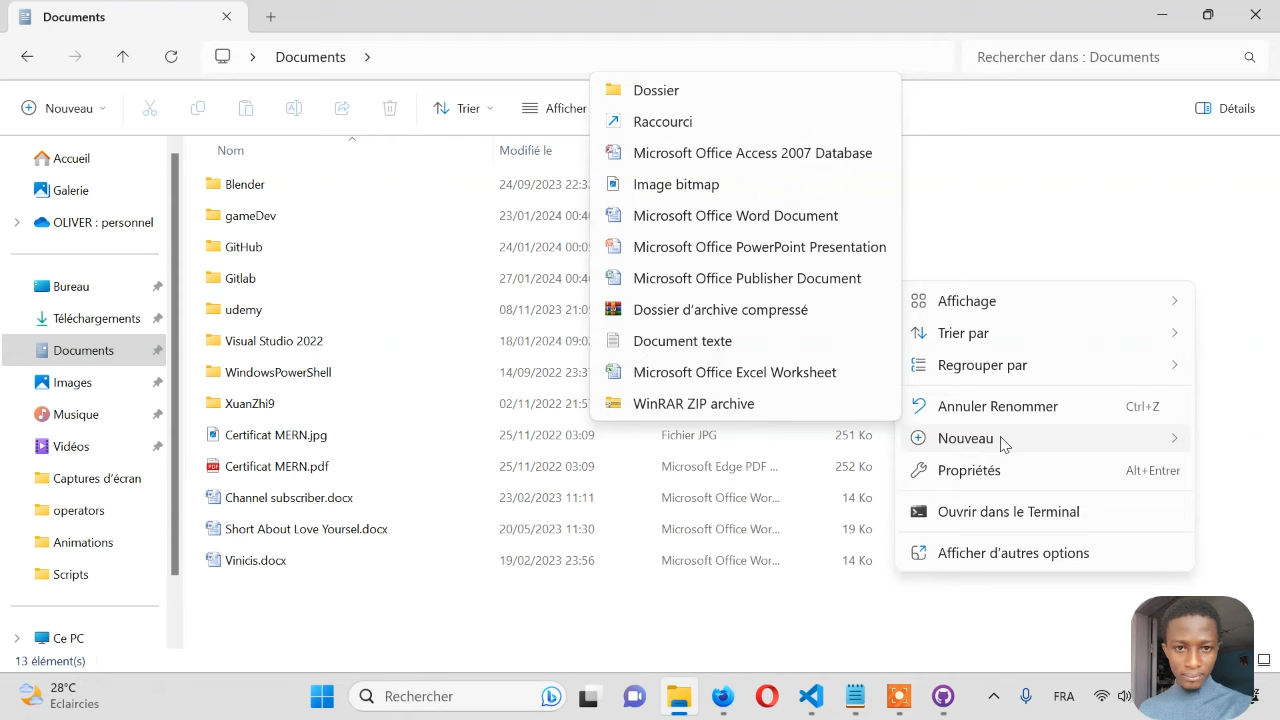 Documents
Documents
Rechercher dans : Documents
Nouveau
Trier
Afficher
Détails
Accueil
Galerie
OLIVER : personnel
Bureau
Téléchargements
Documents
Images
Musique
Vidéos
Captures d'écran
operators
Animations
Scripts
Ce PC
13 élément(s)
Nom
Modifié le
Blender
24/09/2023 22:3
gameDev
23/01/2024 00:4
GitHub
24/01/2024 00:0
Gitlab
27/01/2024 00:4
udemy
08/11/2023 21:0
Visual Studio 2022
18/01/2024 09:0
WindowsPowerShell
14/09/2022 23:3
XuanZhi9
02/11/2022 21:5
Certificat MERN.jpg
25/11/2022 03:09
Fichier JPG
251 Ko
Certificat MERN.pdf
25/11/2022 03:09
Microsoft Edge PDF ...
252 Ko
Channel subscriber.docx
23/02/2023 11:11
Microsoft Office Wor...
14 Ko
Short About Love Yoursel.docx
20/05/2023 11:30
Microsoft Office Wor...
19 Ko
Vinicis.docx
19/02/2023 23:56
Microsoft Office Wor...
14 Ko
Dossier
Raccourci
Microsoft Office Access 2007 Database
Image bitmap
Microsoft Office Word Document
Microsoft Office PowerPoint Presentation
Microsoft Office Publisher Document
Dossier d'archive compressé
Document texte
Microsoft Office Excel Worksheet
WinRAR ZIP archive
Affichage
Trier par
Regrouper par
Annuler Renommer
Ctrl+Z
Nouveau
Propriétés
Alt+Entrer
Ouvrir dans le Terminal
Afficher d'autres options
28°C
Eclaircies
Rechercher
FRA